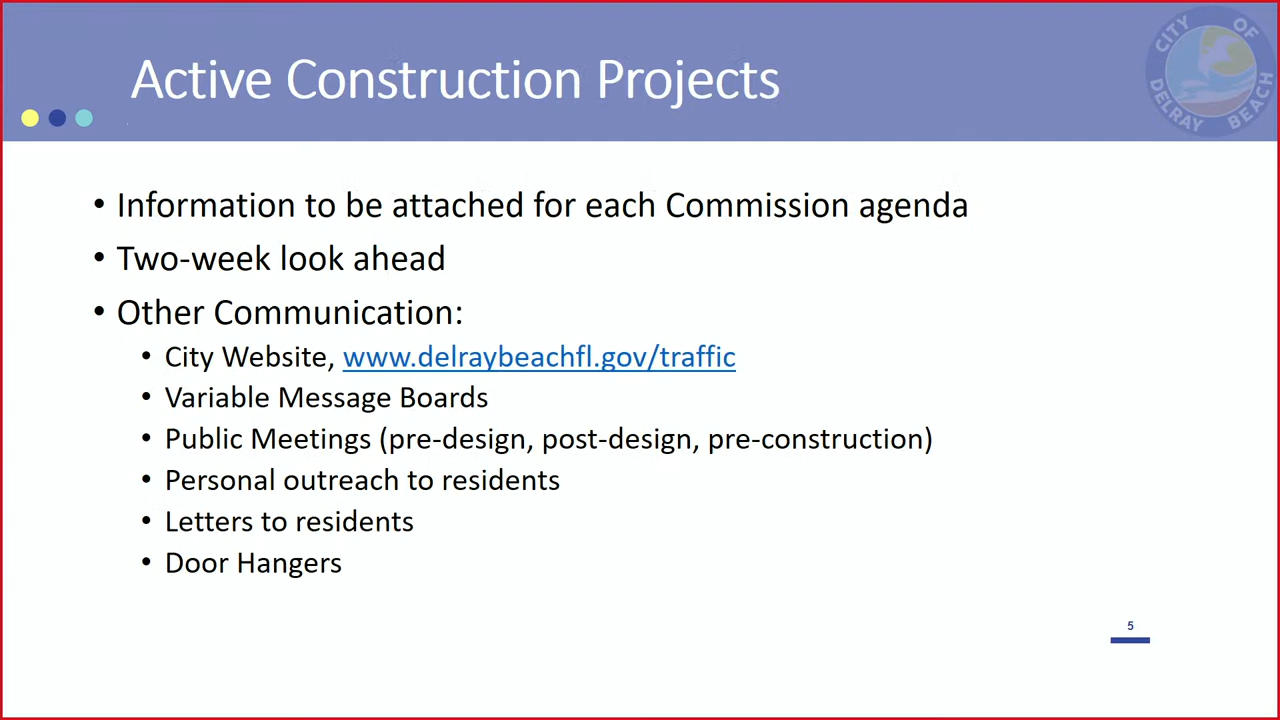 Active Construction Projects
CITY OF
DELRAY BEACH
• Information to be attached for each Commission agenda
• Two-week look ahead
• Other Communication:
• City Website, www.delraybeachfl.gov/traffic
• Variable Message Boards
• Public Meetings (pre-design, post-design, pre-construction)
• Personal outreach to residents
• Letters to residents
• Door Hangers
5